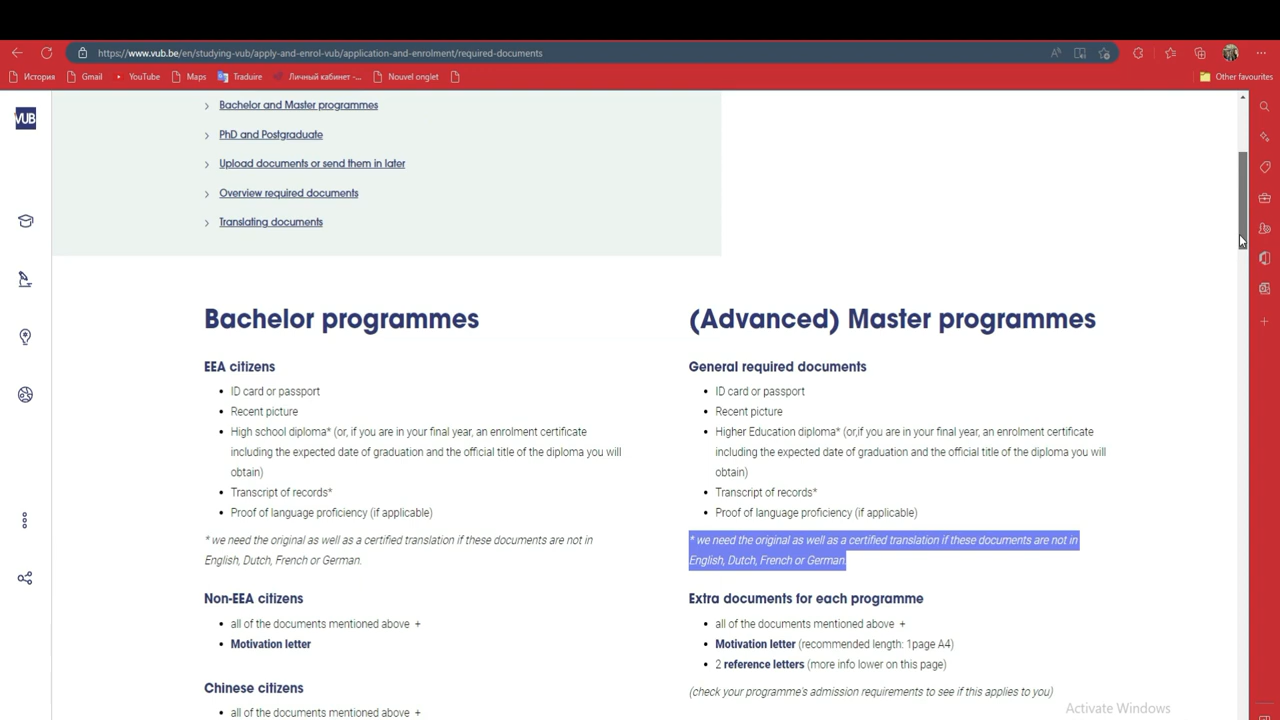 https://www.vub.be/en/studying-vub/apply-and-enrol-vub/application-and-enrolment/required-documents
История Gmail YouTube Maps Traduire Личный кабинет -... Nouvel onglet Other favourites
VUB
Bachelor and Master programmes
PhD and Postgraduate
Upload documents or send them in later
Overview required documents
Translating documents
Bachelor programmes
EEA citizens
• ID card or passport
• Recent picture
• High school diploma* (or, if you are in your final year, an enrolment certificate
including the expected date of graduation and the official title of the diploma you will
obtain)
• Transcript of records*
• Proof of language proficiency (if applicable)
* we need the original as well as a certified translation if these documents are not in
English, Dutch, French or German.
Non-EEA citizens
• all of the documents mentioned above +
• Motivation letter
Chinese citizens
• all of the documents mentioned above +
(Advanced) Master programmes
General required documents
• ID card or passport
• Recent picture
• Higher Education diploma* (or,if you are in your final year, an enrolment certificate
including the expected date of graduation and the official title of the diploma you will
obtain)
• Transcript of records*
• Proof of language proficiency (if applicable)
* we need the original as well as a certified translation if these documents are not in
English, Dutch, French or German.
Extra documents for each programme
• all of the documents mentioned above +
• Motivation letter (recommended length: 1page A4)
• 2 reference letters (more info lower on this page)
(check your programme's admission requirements to see if this applies to you)
Activate Windows